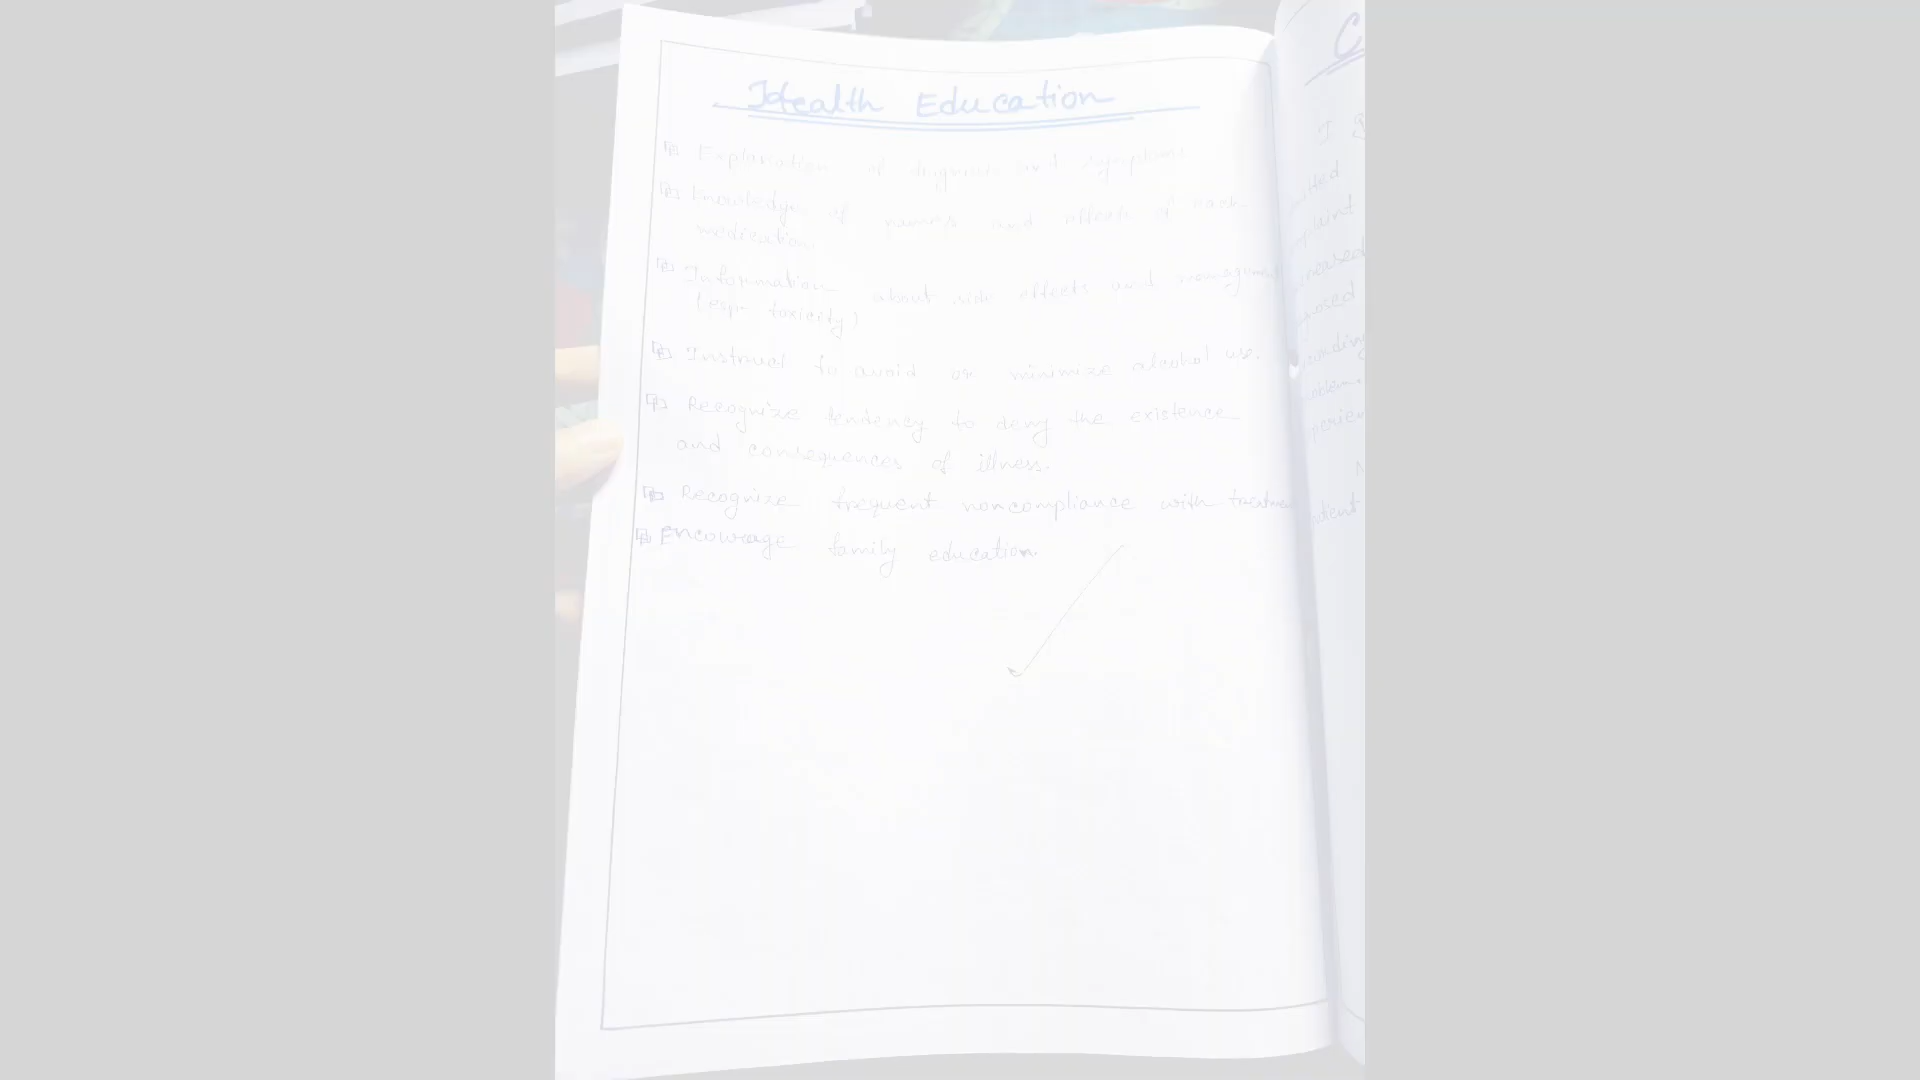 Health Education
Explanation of diagnosis and symptoms
Knowledge of names and effects of each
medication.
Information about side effects and management
(esp. toxicity)
Instruct to avoid or minimize alcohol use.
Recognize tendency to deny the existence
and consequences of illness.
Recognize frequent noncompliance with treatment
Encourage family education.